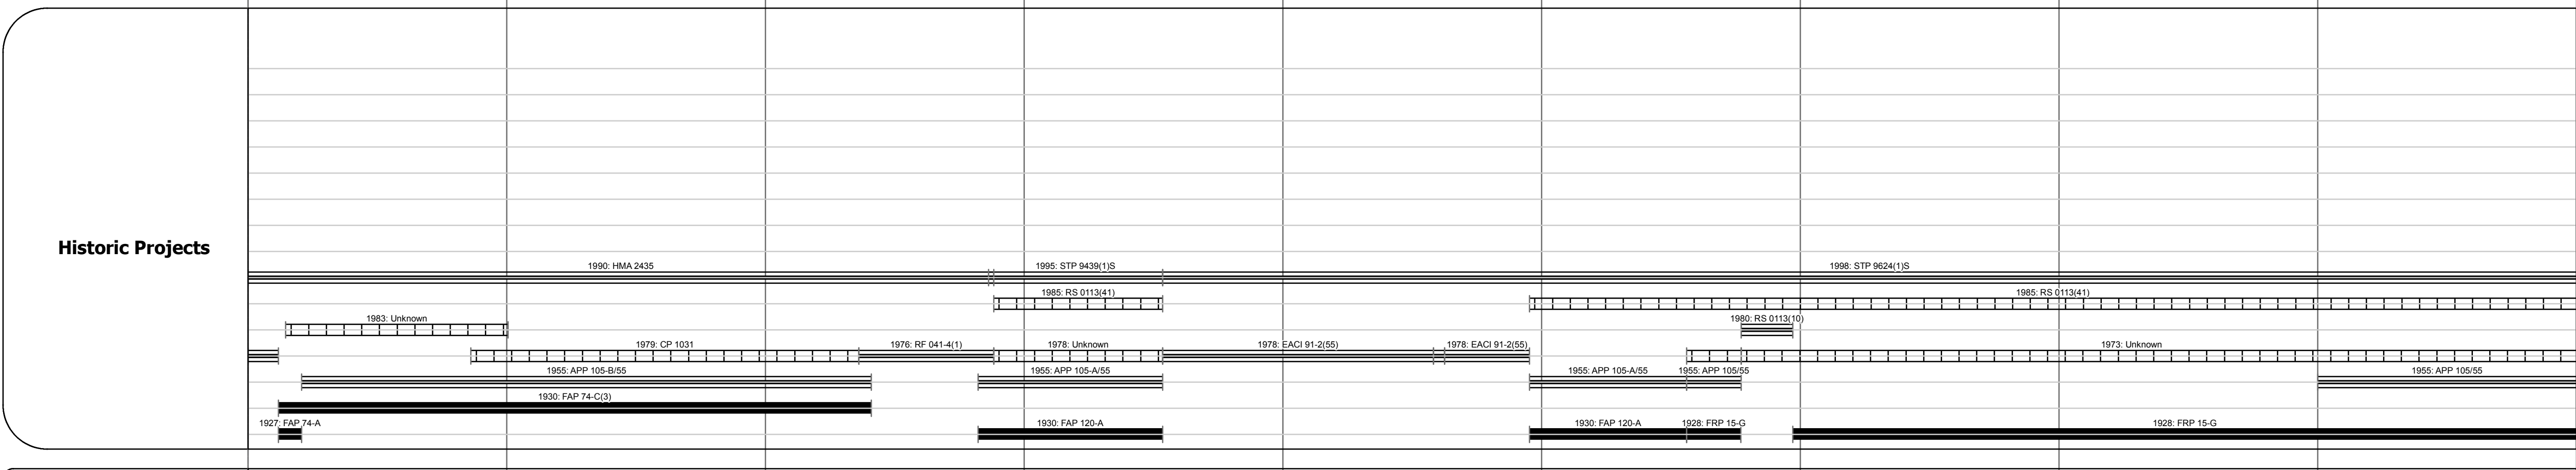 Historic Projects
1990: HMA 2435
1995: STP 9439(1)S
1998: STP 9624(1)S
1985: RS 0113(41)
1985: RS 0113(41)
1983: Unknown
1980: RS 0113(10)
1979: CP 1031
1976: RF 041-4(1)
1978: Unknown
1978: EACI 91-2(55)
1978: EACI 91-2(55)
1973: Unknown
1955: APP 105-B/55
1955: APP 105-A/55
1955: APP 105-A/55
1955: APP 105/55
1955: APP 105/55
1930: FAP 74-C(3)
1927: FAP 74-A
1930: FAP 120-A
1930: FAP 120-A
1928: FRP 15-G
1928: FRP 15-G